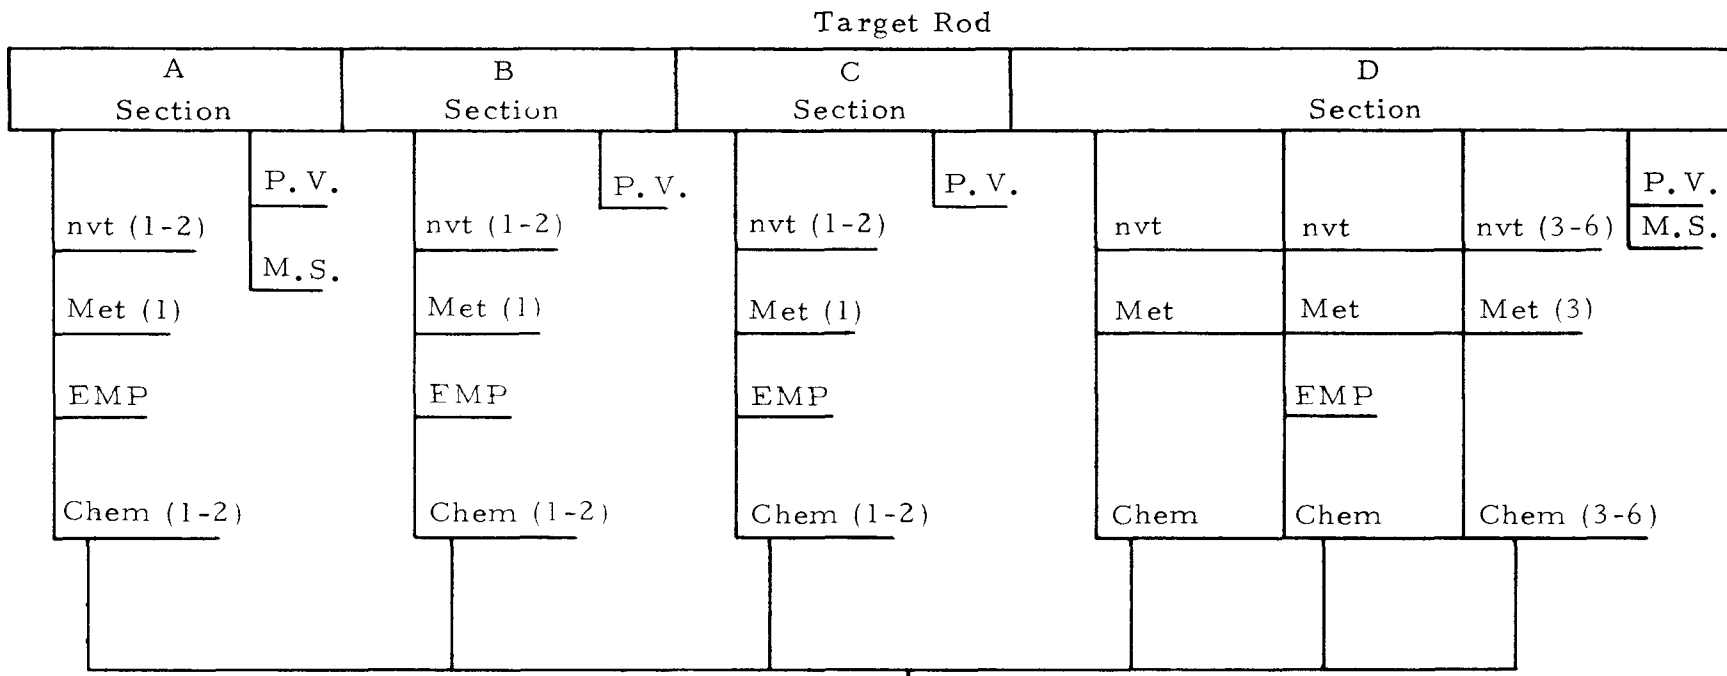 Target Rod
A B C D
Section Section Section Section
P. V. P. V. P. V. P. V.
nvt (1-2) nvt (1-2) nvt (1-2) nvt nvt nvt (3-6) M.S.
M.S.
Met (1) Met (1) Met (1) Met Met Met (3)
EMP EMP EMP EMP
Chem (1-2) Chem (1-2) Chem (1-2) Chem Chem Chem (3-6)